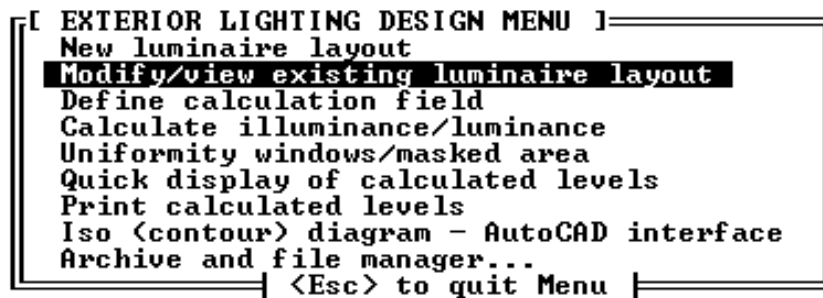 [ EXTERIOR LIGHTING DESIGN MENU ]
New luminaire layout
Modify/view existing luminaire layout
Define calculation field
Calculate illuminance/luminance
Uniformity windows/masked area
Quick display of calculated levels
Print calculated levels
Iso (contour) diagram - AutoCAD interface
Archive and file manager...
<Esc> to quit Menu